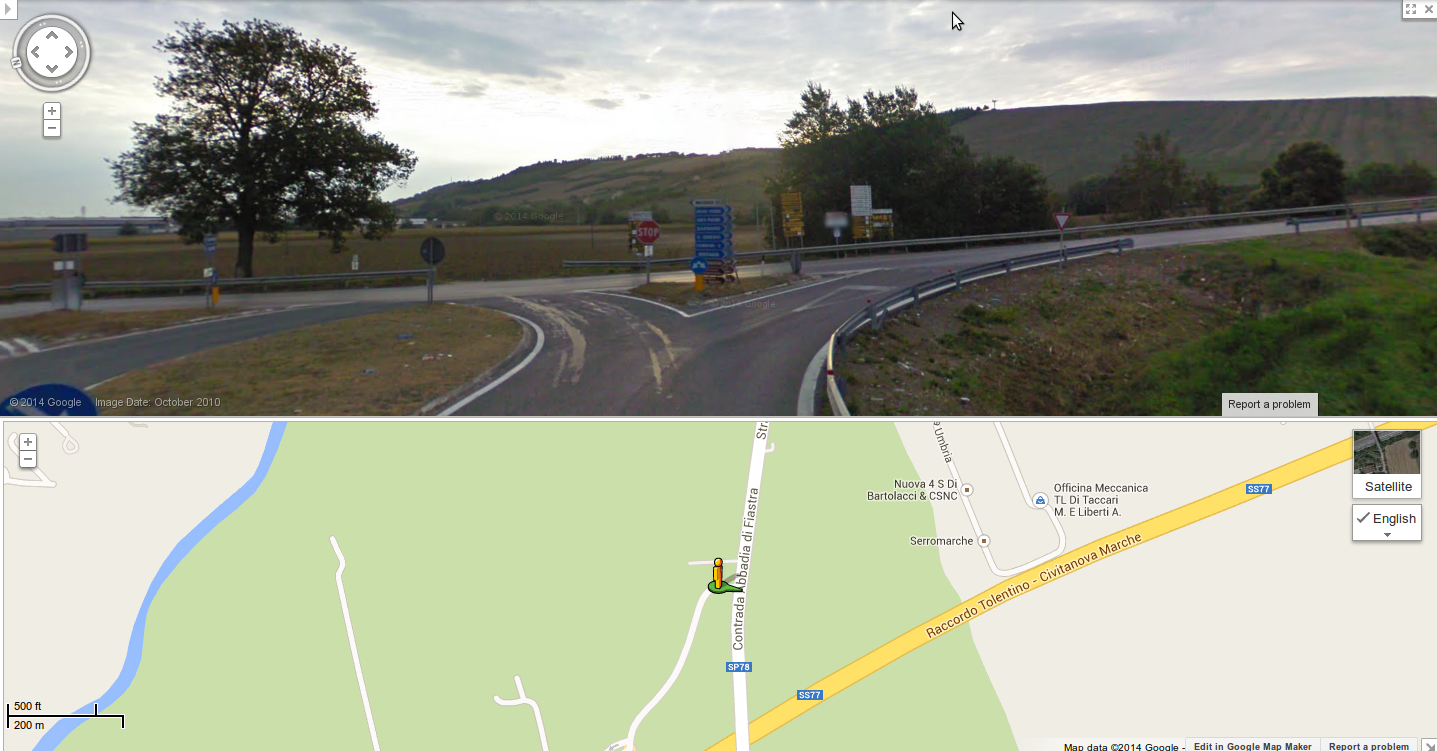 N
+
−
© 2014 Google
STOP
© 2014 Google
© 2014 Google
Image Date: October 2010
Report a problem
+
−
Str
e Umbria
Nuova 4 S Di
Bartolacci & CSNC
Officina Meccanica
TL Di Taccari
M. E Liberti A.
Serromarche
SS77
Satellite
English
Contrada Abbadia di Fiastra
Raccordo Tolentino - Civitanova Marche
SP78
SS77
500 ft
200 m
Map data ©2014 Google -
Edit in Google Map Maker
Report a problem